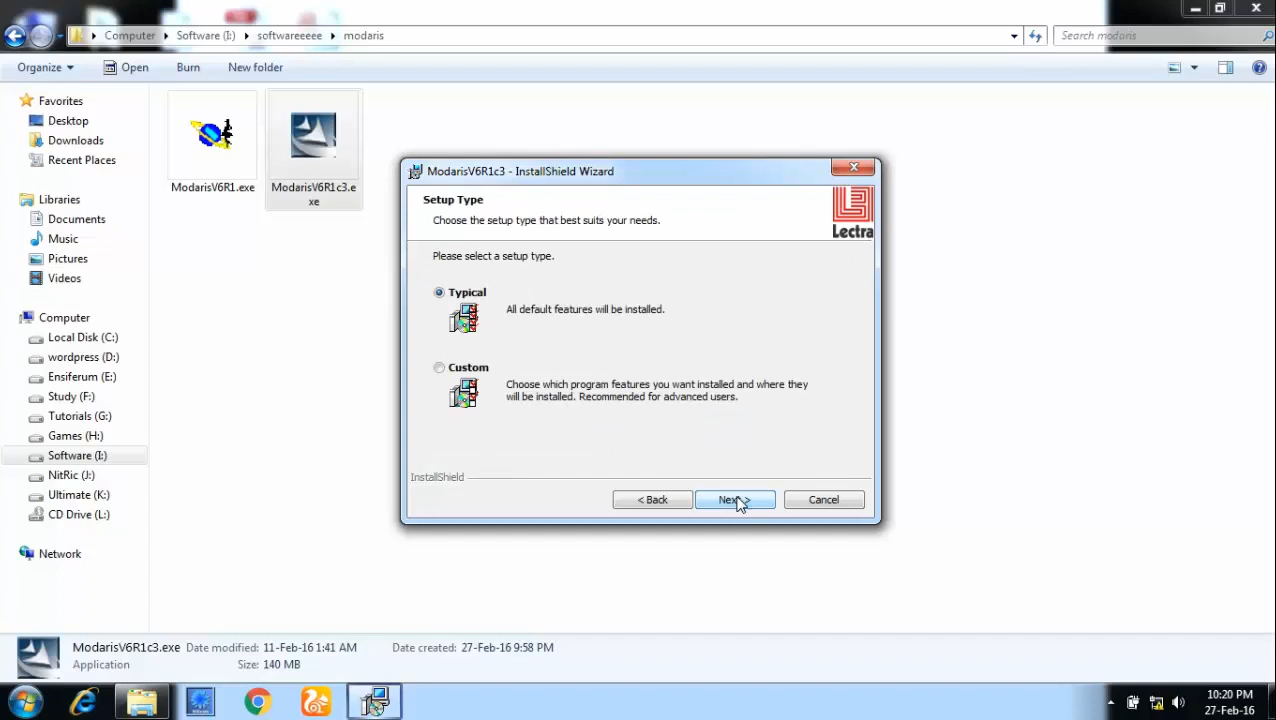 Computer
Software (I:)
softwareeeee
modaris
Search modaris
Organize
Open
Burn
New folder
Favorites
Desktop
Downloads
Recent Places
Libraries
Documents
Music
Pictures
Videos
Computer
Local Disk (C:)
wordpress (D:)
Ensiferum (E:)
Study (F:)
Tutorials (G:)
Games (H:)
Software (I:)
NitRic (J:)
Ultimate (K:)
CD Drive (L:)
Network
ModarisV6R1.exe
ModarisV6R1c3.e
xe
ModarisV6R1c3 - InstallShield Wizard
Setup Type
Choose the setup type that best suits your needs.
Lectra
Please select a setup type.
Typical
All default features will be installed.
Custom
Choose which program features you want installed and where they
will be installed. Recommended for advanced users.
InstallShield
< Back
Next >
Cancel
ModarisV6R1c3.exe
Date modified: 11-Feb-16 1:41 AM
Date created: 27-Feb-16 9:58 PM
Application
Size: 140 MB
10:20 PM
27-Feb-16